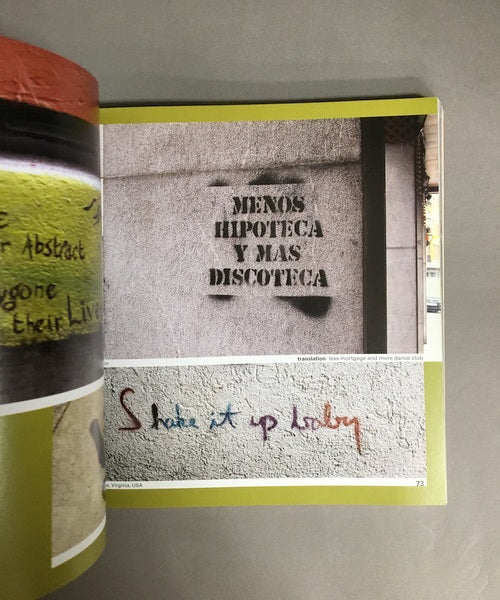 r Abstract
ygone
their Live
MENOS
HIPOTECA
Y MAS
DISCOTECA
translation: less mortgage and more dance club
Shake it up baby
e, Virginia, USA
73